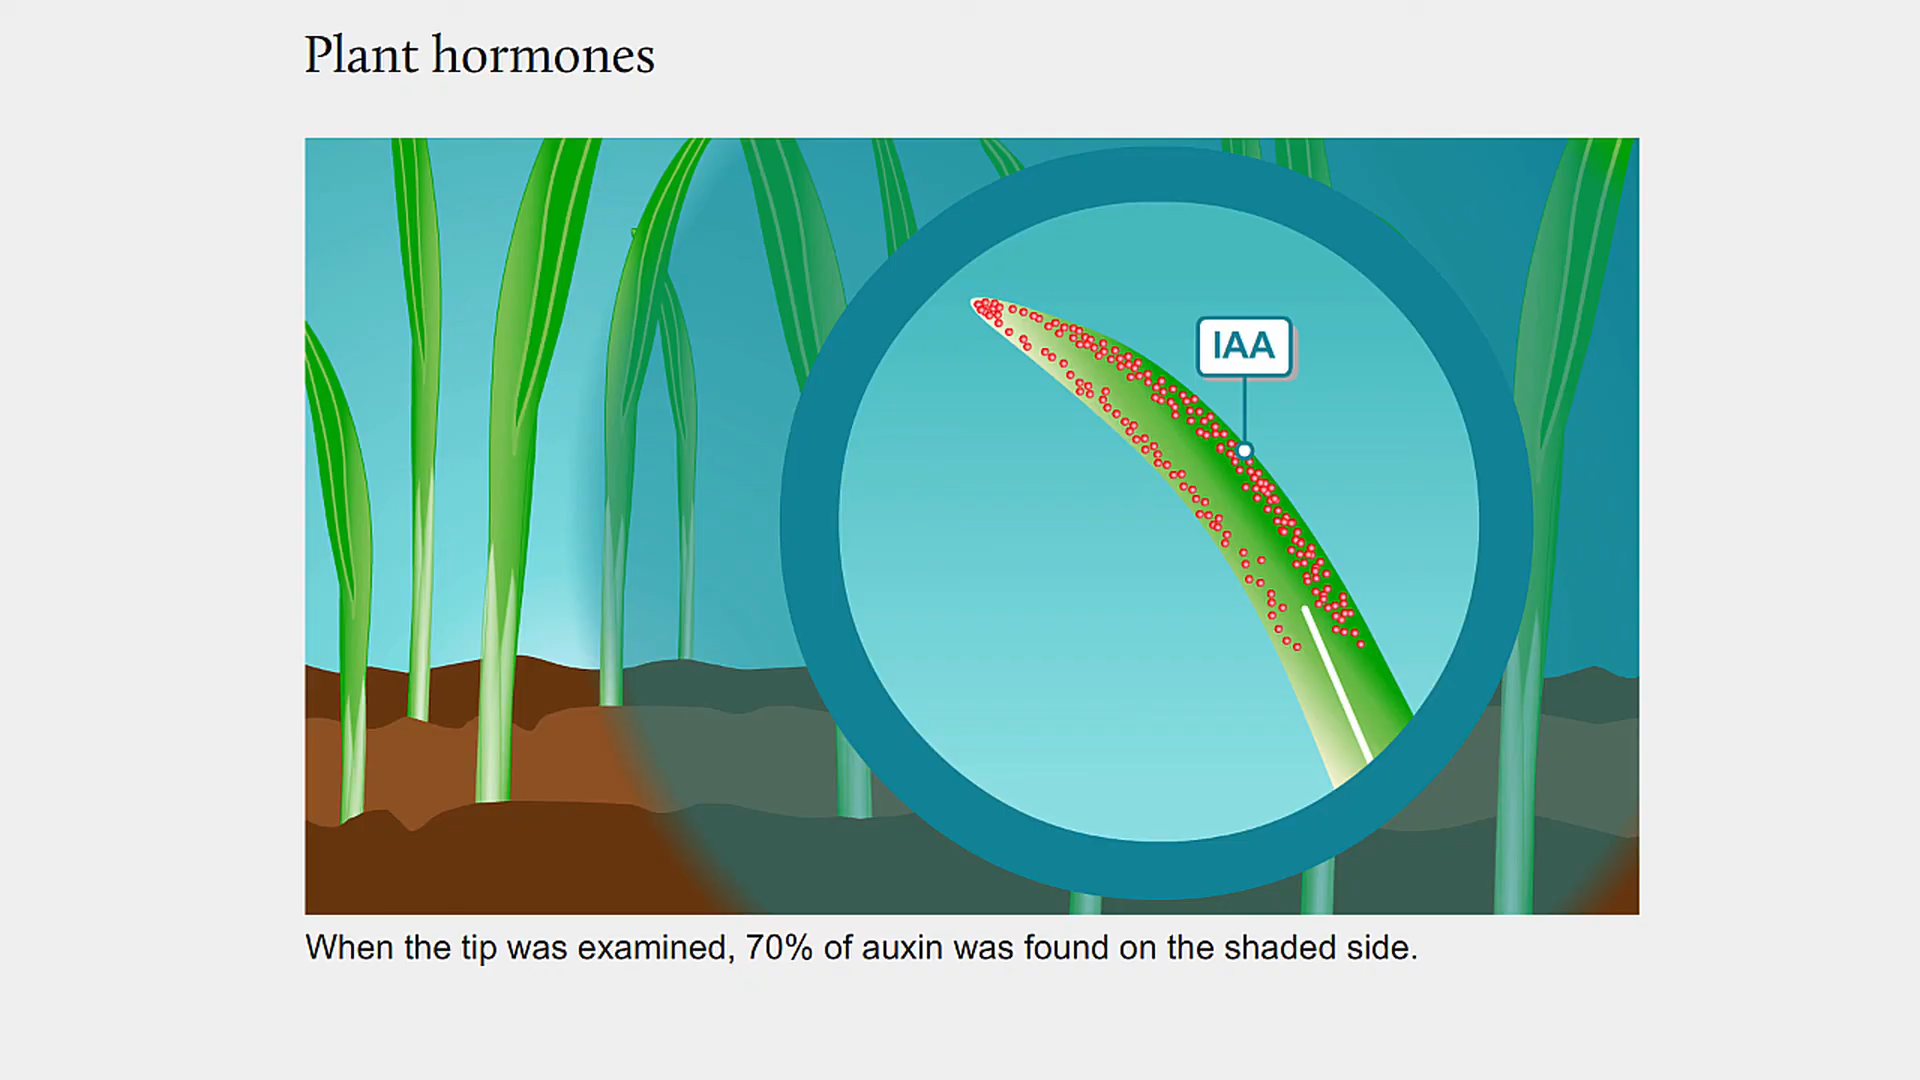 Plant hormones
IAA
When the tip was examined, 70% of auxin was found on the shaded side.